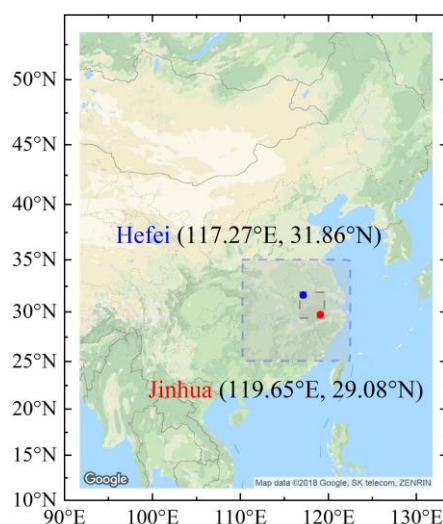 50°N
45°N
40°N
35°N
Hefei (117.27°E, 31.86°N)
30°N
25°N
Jinhua (119.65°E, 29.08°N)
20°N
15°N
Google
Map data ©2018 Google, SK telecom, ZENRIN
10°N
90°E 100°E 110°E 120°E 130°E